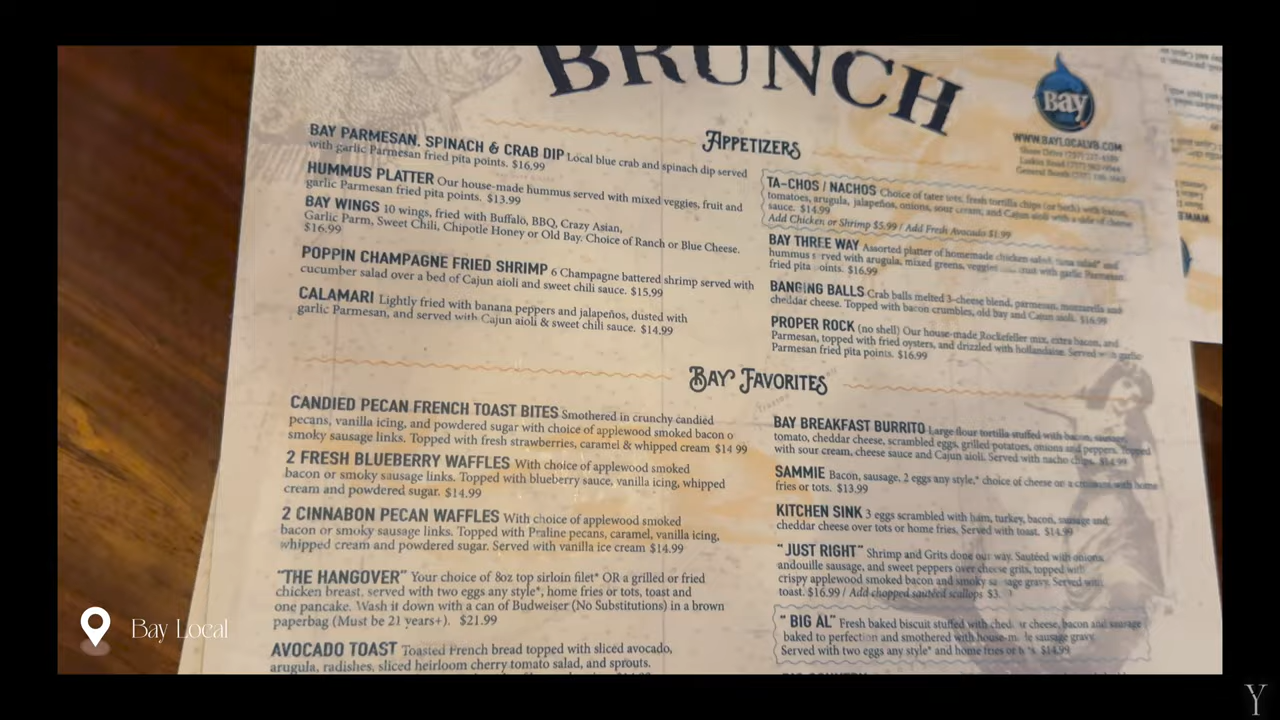 BRUNCH
Bay
WWW.BAYLOCALVB.COM
APPETIZERS
BAY PARMESAN, SPINACH & CRAB DIP Local blue crab and spinach dip served
with garlic Parmesan fried pita points. $16.99
HUMMUS PLATTER Our house-made hummus served with mixed veggies, fruit and
garlic Parmesan fried pita points. $13.99
BAY WINGS 10 wings, fried with Buffalo, BBQ, Crazy Asian,
Garlic Parm, Sweet Chili, Chipotle Honey or Old Bay. Choice of Ranch or Blue Cheese.
$16.99
POPPIN CHAMPAGNE FRIED SHRIMP 6 Champagne battered shrimp served with
cucumber salad over a bed of Cajun aioli and sweet chili sauce. $15.99
CALAMARI Lightly fried with banana peppers and jalapeños, dusted with
garlic Parmesan, and served with Cajun aioli & sweet chili sauce. $14.99
TA-CHOS / NACHOS Choice of tater tots, fresh tortilla chips (or both) with bacon,
tomatoes, arugula, jalapeños, onions, sour cream, and Cajun aioli with a side of cheese
sauce. $14.99
Add Chicken or Shrimp $5.99 / Add Fresh Avocado $1.99
BAY THREE WAY Assorted platter of homemade chicken salad, tuna salad* and
hummus served with arugula, mixed greens, veggies and fruit with garlic Parmesan
fried pita points. $16.99
BANGING BALLS Crab balls melted 3-cheese blend, parmesan, mozzarella and
cheddar cheese. Topped with bacon crumbles, old bay and Cajun aioli. $16.99
PROPER ROCK (no shell) Our house-made Rockefeller mix, extra bacon, and
Parmesan, topped with fried oysters, and drizzled with hollandaise. Served with garlic
Parmesan fried pita points. $16.99
BAY FAVORITES
CANDIED PECAN FRENCH TOAST BITES Smothered in crunchy candied
pecans, vanilla icing, and powdered sugar with choice of applewood smoked bacon o
smoky sausage links. Topped with fresh strawberries, caramel & whipped cream $14 99
2 FRESH BLUEBERRY WAFFLES With choice of applewood smoked
bacon or smoky sausage links. Topped with blueberry sauce, vanilla icing, whipped
cream and powdered sugar. $14.99
2 CINNABON PECAN WAFFLES With choice of applewood smoked
bacon or smoky sausage links. Topped with Praline pecans, caramel, vanilla icing,
whipped cream and powdered sugar. Served with vanilla ice cream $14.99
"THE HANGOVER" Your choice of 8oz top sirloin filet* OR a grilled or fried
chicken breast, served with two eggs any style*, home fries or tots, toast and
one pancake. Wash it down with a can of Budweiser (No Substitutions) in a brown
paperbag (Must be 21 years+). $21.99
AVOCADO TOAST Toasted French bread topped with sliced avocado,
arugula, radishes, sliced heirloom cherry tomato salad, and sprouts.
BAY BREAKFAST BURRITO Large flour tortilla stuffed with bacon, sausage,
tomato, cheddar cheese, scrambled eggs, grilled potatoes, onions and peppers. Topped
with sour cream, cheese sauce and Cajun aioli. Served with nacho chips. $14.99
SAMMIE Bacon, sausage, 2 eggs any style,* choice of cheese on a croissant with home
fries or tots. $13.99
KITCHEN SINK 3 eggs scrambled with ham, turkey, bacon, sausage and
cheddar cheese over tots or home fries. Served with toast. $14.99
"JUST RIGHT" Shrimp and Grits done our way. Sautéed with onions,
andouille sausage, and sweet peppers over cheese grits, topped with
crispy applewood smoked bacon and smoky sausage gravy. Served with
toast. $16.99 / Add chopped sautéed scallops $3.
"BIG AL" Fresh baked biscuit stuffed with cheddar cheese, bacon and sausage
baked to perfection and smothered with house-made sausage gravy.
Served with two eggs any style* and home fries or tots $14.99
Bay Local
Y